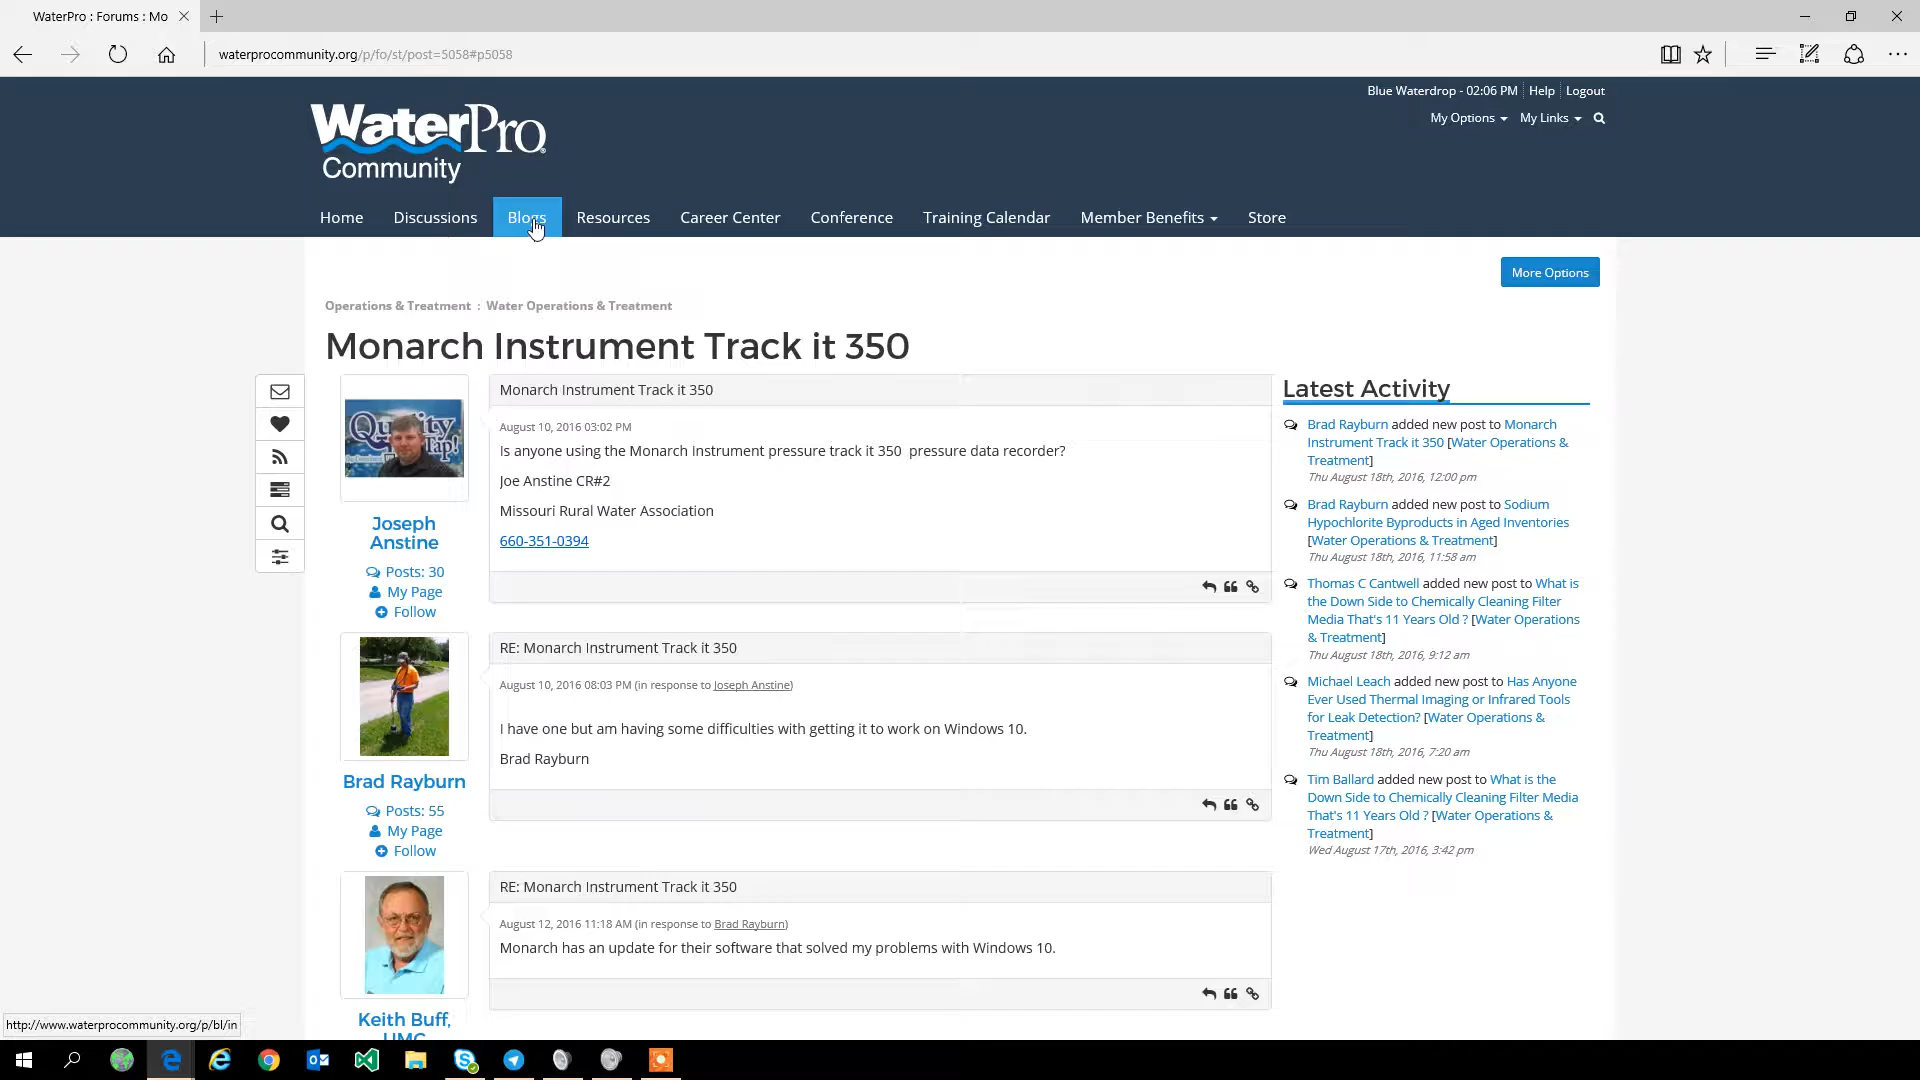 WaterPro : Forums : Mo
waterprocommunity.org/p/fo/st/post=5058#p5058
Blue Waterdrop - 02:06 PM Help Logout
My Options My Links
WaterPro
Community
Home Discussions Blogs Resources Career Center Conference Training Calendar Member Benefits Store
More Options
Operations & Treatment : Water Operations & Treatment
Monarch Instrument Track it 350
Monarch Instrument Track it 350
August 10, 2016 03:02 PM
Is anyone using the Monarch Instrument pressure track it 350 pressure data recorder?
Joe Anstine CR#2
Missouri Rural Water Association
660-351-0394
Joseph
Anstine
Posts: 30
My Page
Follow
RE: Monarch Instrument Track it 350
August 10, 2016 08:03 PM (in response to Joseph Anstine)
I have one but am having some difficulties with getting it to work on Windows 10.
Brad Rayburn
Brad Rayburn
Posts: 55
My Page
Follow
RE: Monarch Instrument Track it 350
August 12, 2016 11:18 AM (in response to Brad Rayburn)
Monarch has an update for their software that solved my problems with Windows 10.
Keith Buff,
Latest Activity
Brad Rayburn added new post to Monarch
Instrument Track it 350 [Water Operations &
Treatment]
Thu August 18th, 2016, 12:00 pm
Brad Rayburn added new post to Sodium
Hypochlorite Byproducts in Aged Inventories
[Water Operations & Treatment]
Thu August 18th, 2016, 11:58 am
Thomas C Cantwell added new post to What is
the Down Side to Chemically Cleaning Filter
Media That's 11 Years Old ? [Water Operations
& Treatment]
Thu August 18th, 2016, 9:12 am
Michael Leach added new post to Has Anyone
Ever Used Thermal Imaging or Infrared Tools
for Leak Detection? [Water Operations &
Treatment]
Thu August 18th, 2016, 7:20 am
Tim Ballard added new post to What is the
Down Side to Chemically Cleaning Filter Media
That's 11 Years Old ? [Water Operations &
Treatment]
Wed August 17th, 2016, 3:42 pm
http://www.waterprocommunity.org/p/bl/in